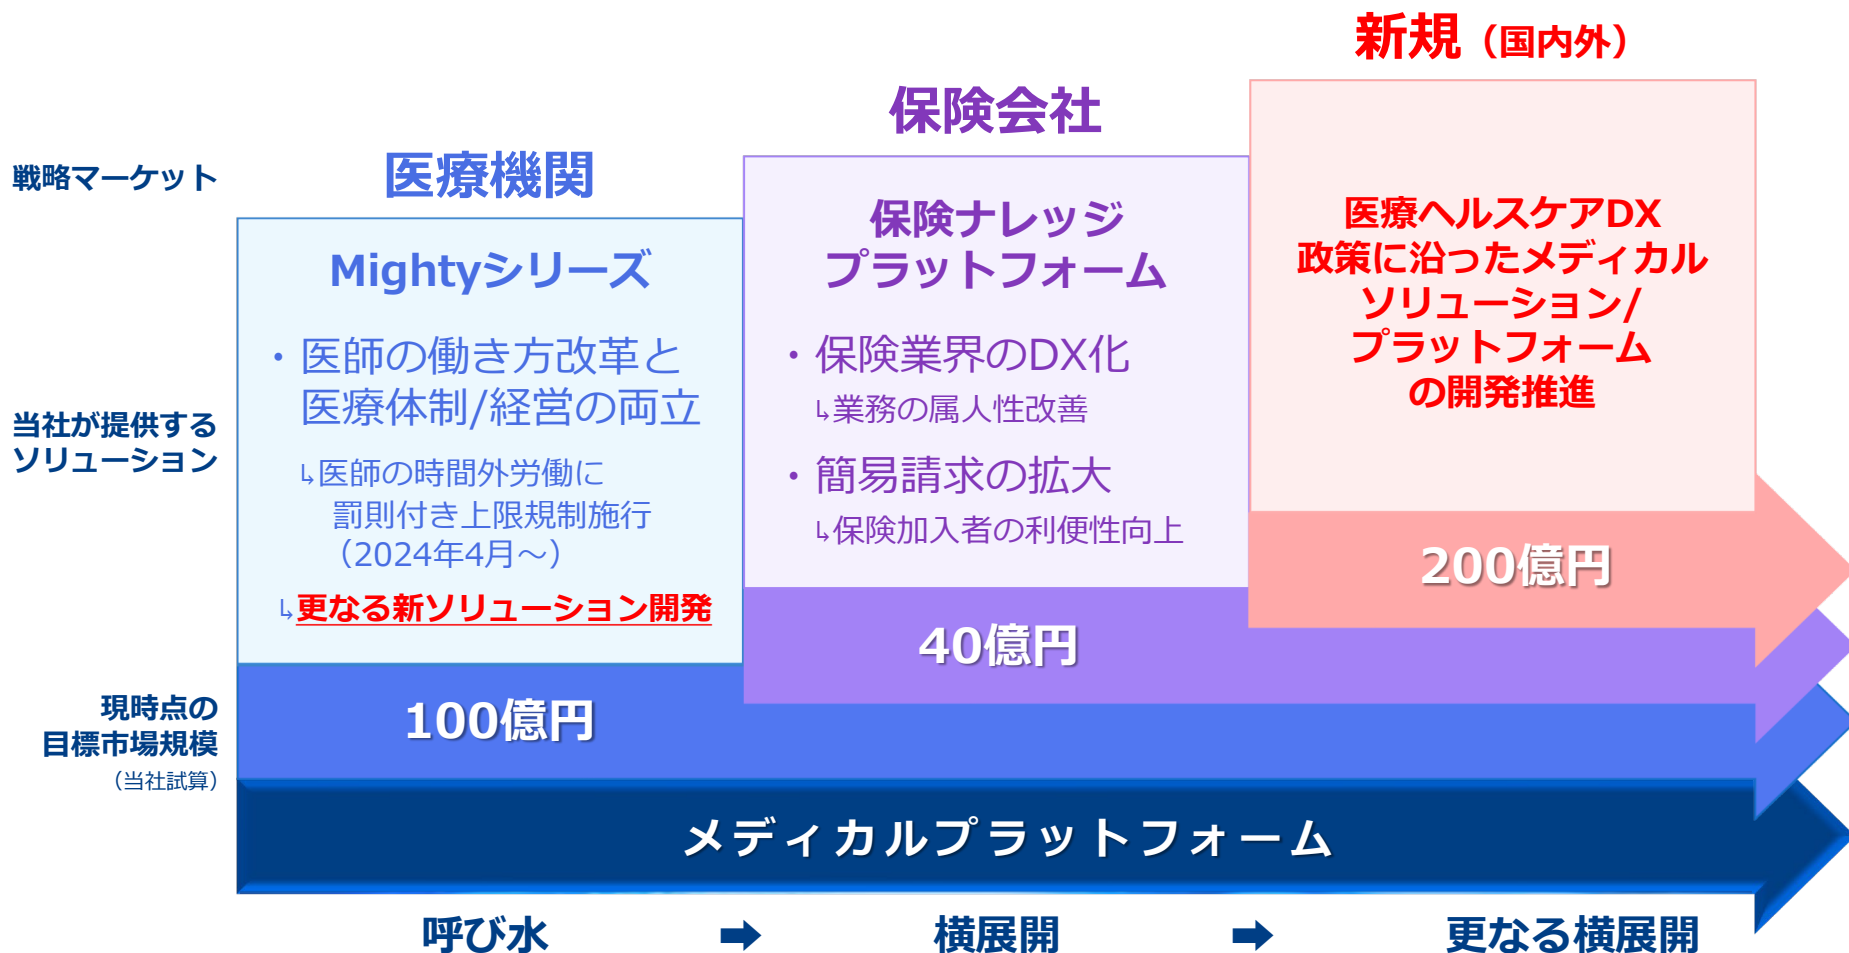 新規（国内外）
保険会社
医療機関
戦略マーケット
当社が提供する
ソリューション
現時点の
目標市場規模
（当社試算）
Mightyシリーズ
・医師の働き方改革と
医療体制/経営の両立
↳医師の時間外労働に
罰則付き上限規制施行
（2024年4月～）
↳更なる新ソリューション開発
100億円
保険ナレッジ
プラットフォーム
・保険業界のDX化
↳業務の属人性改善
・簡易請求の拡大
↳保険加入者の利便性向上
40億円
医療ヘルスケアDX
政策に沿ったメディカル
ソリューション/
プラットフォーム
の開発推進
200億円
メディカルプラットフォーム
呼び水 ➡ 横展開 ➡ 更なる横展開